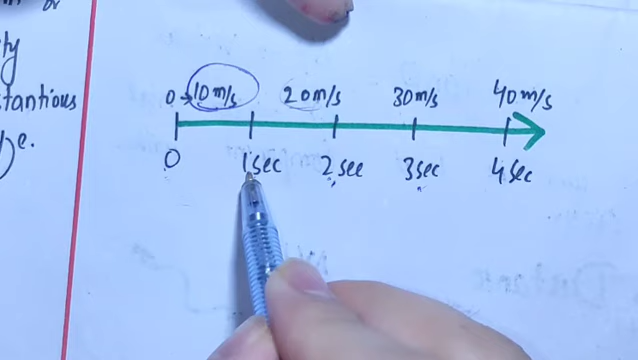 ty
tantious
e.
0→10m/s 20m/s 30m/s 40m/s
0 1sec 2sec 3sec 4sec